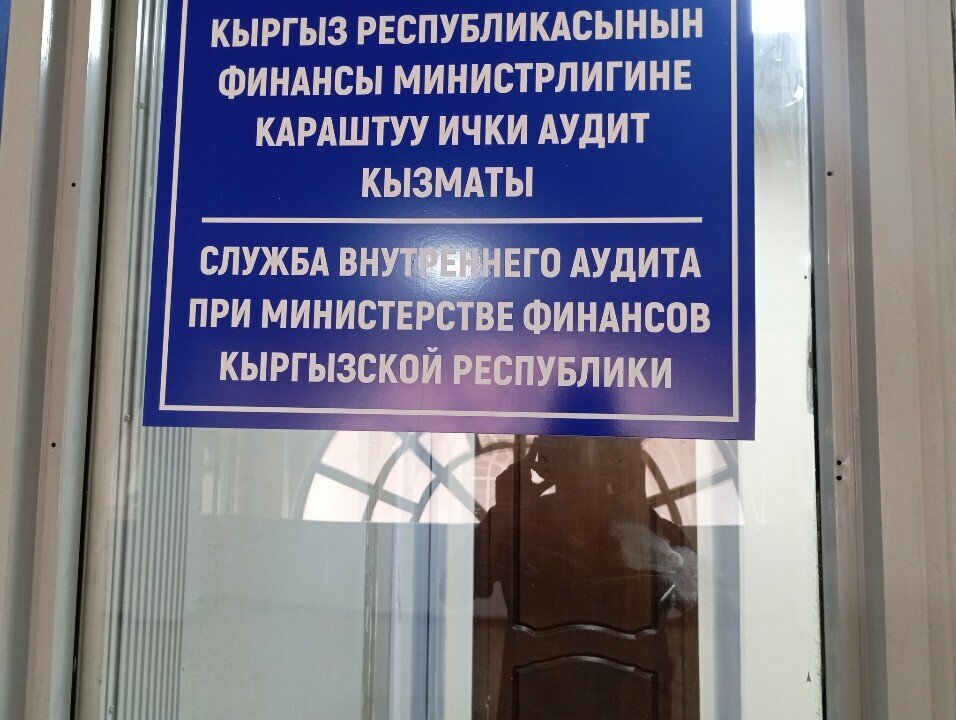 КЫРГЫЗ РЕСПУБЛИКАСЫНЫН
ФИНАНСЫ МИНИСТРЛИГИНЕ
КАРАШТУУ ИЧКИ АУДИТ
КЫЗМАТЫ
СЛУЖБА ВНУТРЕННЕГО АУДИТА
ПРИ МИНИСТЕРСТВЕ ФИНАНСОВ
КЫРГЫЗСКОЙ РЕСПУБЛИКИ